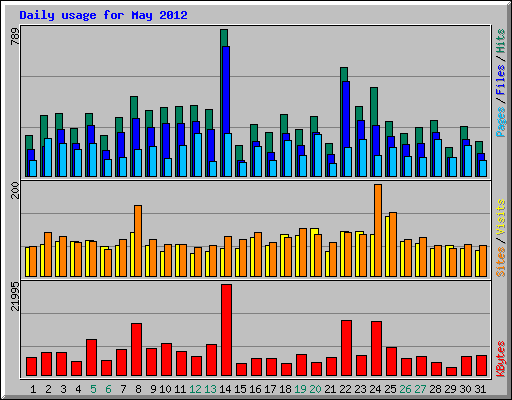 Daily usage for May 2012
789
Pages / Files / Hits
200
Sites / Visits
21995
KBytes
1 2 3 4 5 6 7 8 9 10 11 12 13 14 15 16 17 18 19 20 21 22 23 24 25 26 27 28 29 30 31